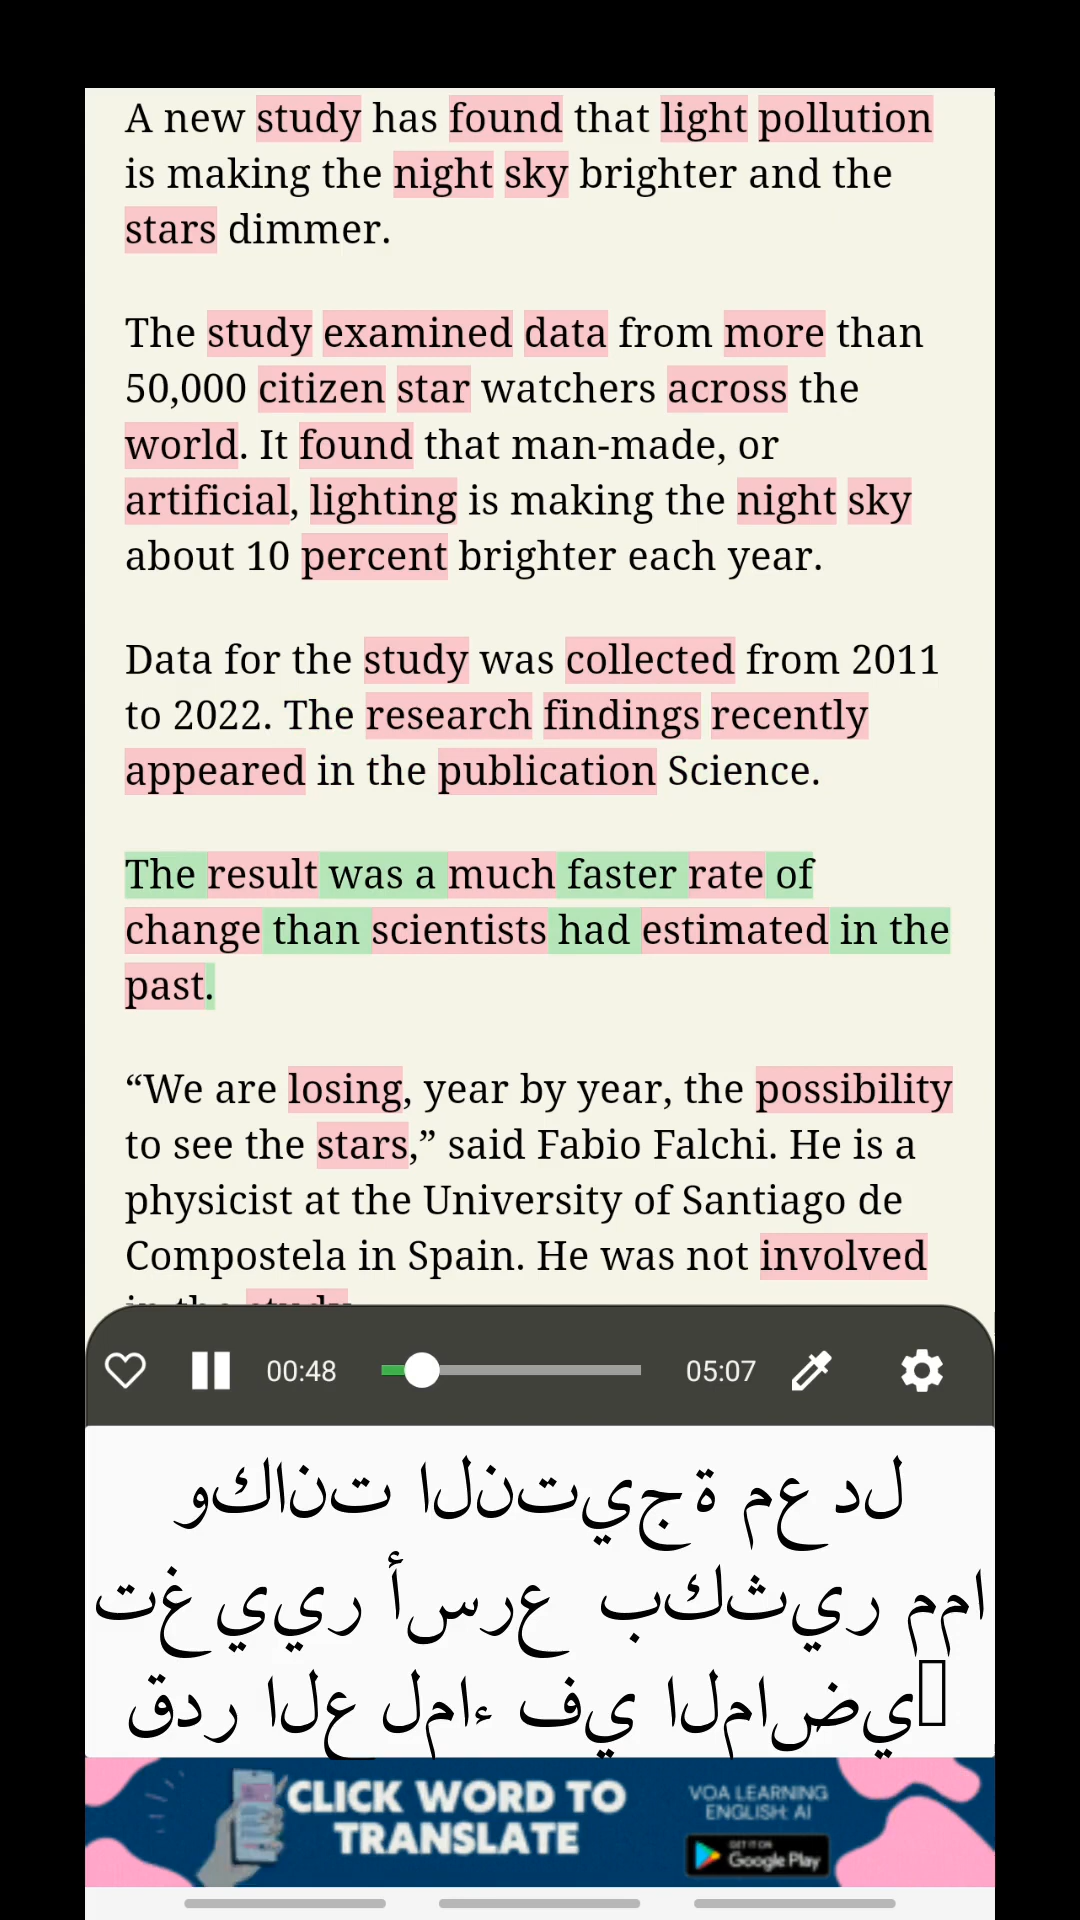 A new study has found that light pollution
is making the night sky brighter and the
stars dimmer.
The study examined data from more than
50,000 citizen star watchers across the
world. It found that man-made, or
artificial, lighting is making the night sky
about 10 percent brighter each year.
Data for the study was collected from 2011
to 2022. The research findings recently
appeared in the publication Science.
The result was a much faster rate of
change than scientists had estimated in the
past.
“We are losing, year by year, the possibility
to see the stars,” said Fabio Falchi. He is a
physicist at the University of Santiago de
Compostela in Spain. He was not involved
in the study
00:48 05:07
وكانت النتيجة معدل
تغيير أسرع بكثير مما
قدر العلماء في الماضي
CLICK WORD TO
TRANSLATE
VOA LEARNING
ENGLISH: AI
GET IT ON
Google Play